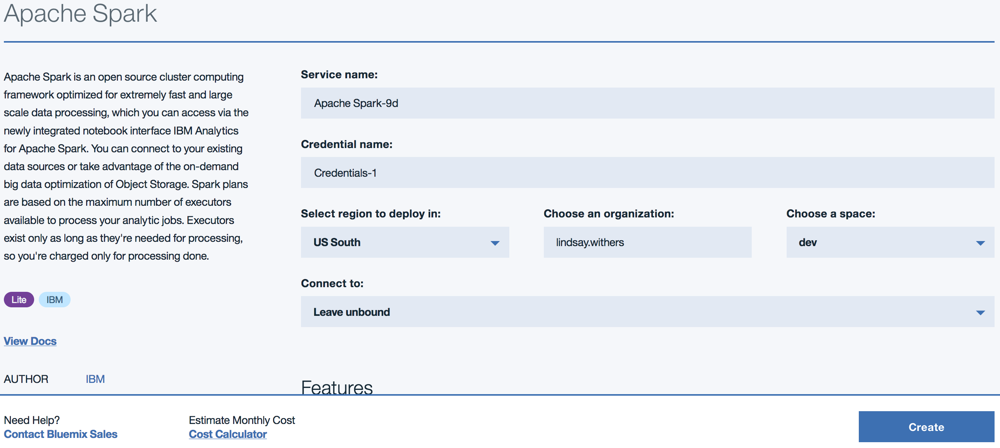 Apache Spark
Apache Spark is an open source cluster computing
framework optimized for extremely fast and large
scale data processing, which you can access via the
newly integrated notebook interface IBM Analytics
for Apache Spark. You can connect to your existing
data sources or take advantage of the on-demand
big data optimization of Object Storage. Spark plans
are based on the maximum number of executors
available to process your analytic jobs. Executors
exist only as long as they're needed for processing,
so you're charged only for processing done.
Lite IBM
View Docs
AUTHOR IBM
Service name:
Apache Spark-9d
Credential name:
Credentials-1
Select region to deploy in:
US South
Choose an organization:
lindsay.withers
Choose a space:
dev
Connect to:
Leave unbound
Features
Need Help?
Contact Bluemix Sales
Estimate Monthly Cost
Cost Calculator
Create